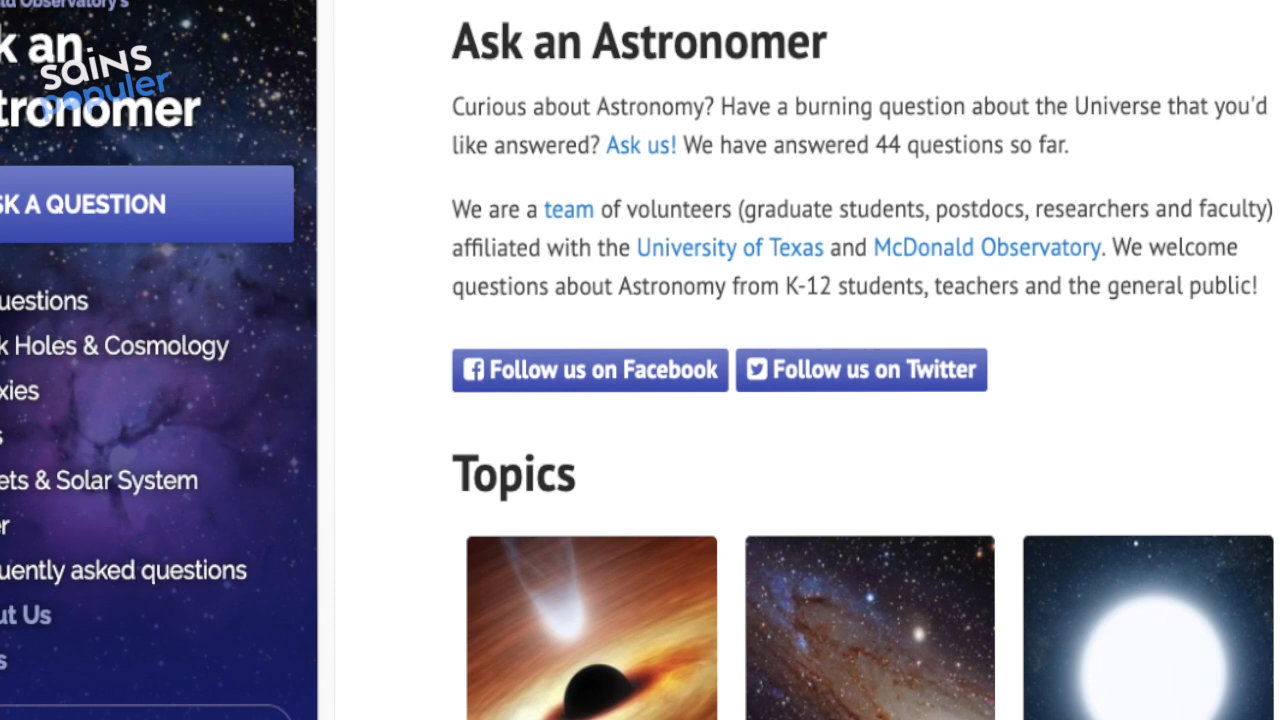 sains
populer
k an
tronomer
SK A QUESTION
uestions
k Holes & Cosmology
xies
s
ets & Solar System
er
uently asked questions
ut Us
s
Ask an Astronomer
Curious about Astronomy? Have a burning question about the Universe that you'd
like answered? Ask us! We have answered 44 questions so far.
We are a team of volunteers (graduate students, postdocs, researchers and faculty)
affiliated with the University of Texas and McDonald Observatory. We welcome
questions about Astronomy from K-12 students, teachers and the general public!
Follow us on Facebook
Follow us on Twitter
Topics